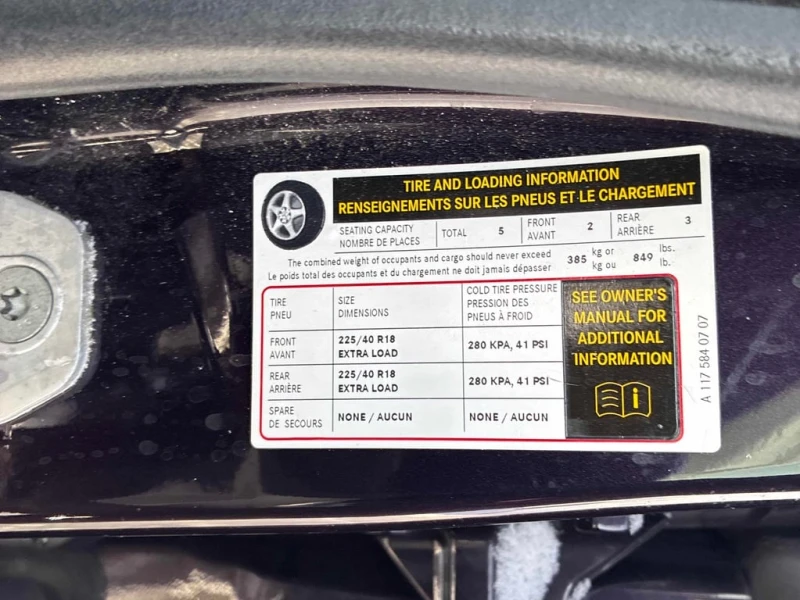 TIRE AND LOADING INFORMATION
RENSEIGNEMENTS SUR LES PNEUS ET LE CHARGEMENT
SEATING CAPACITY
NOMBRE DE PLACES
TOTAL 5
FRONT
AVANT
2
REAR
ARRIÈRE
3
The combined weight of occupants and cargo should never exceed
Le poids total des occupants et du chargement ne doit jamais dépasser
385
kg or
kg ou
849
lbs.
lb.
TIRE
PNEU
SIZE
DIMENSIONS
COLD TIRE PRESSURE
PRESSION DES
PNEUS À FROID
FRONT
AVANT
225/40 R18
EXTRA LOAD
280 KPA, 41 PSI
REAR
ARRIÈRE
225/40 R18
EXTRA LOAD
280 KPA, 41 PSI
SPARE
DE SECOURS
NONE / AUCUN
NONE / AUCUN
SEE OWNER'S
MANUAL FOR
ADDITIONAL
INFORMATION
A 117 584 07 07